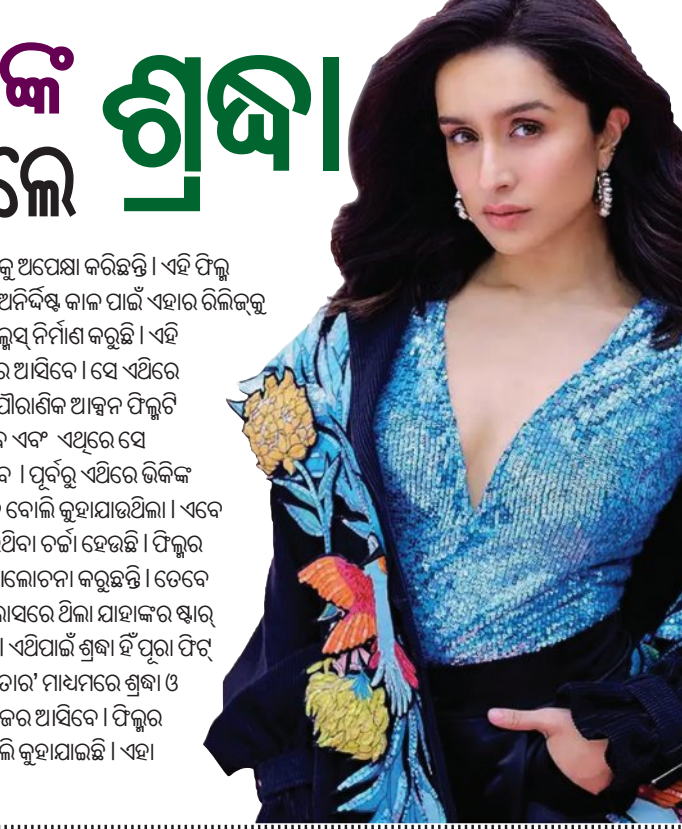 ଙ୍କ ଶ୍ରଦ୍ଧା
ଲେ
କୁ ଅପେକ୍ଷା କରିଛନ୍ତି । ଏହି ଫିଲ୍ମ
ଅନିର୍ଦ୍ଦିଷ୍ଟ କାଳ ପାଇଁ ଏହାର ରିଲିଜ୍‌କୁ
ଲ୍ମସ୍ ନିର୍ମାଣ କରୁଛି । ଏହି
ର ଆସିବେ । ସେ ଏଥିରେ
ପୌରାଣିକ ଆକ୍ସନ ଫିଲ୍ମଟି
ବ ଏବଂ ଏଥିରେ ସେ
ବ । ପୂର୍ବରୁ ଏଥିରେ ଭିକିଙ୍କ
ବୋଲି କୁହାଯାଉଥିଲା । ଏବେ
ଥିବା ଚର୍ଚ୍ଚା ହେଉଛି । ଫିଲ୍ମର
ଲୋଚନା କରୁଛନ୍ତି । ତେବେ
ାସରେ ଥିଲା ଯାହାଙ୍କର ଷ୍ଟାର୍
। ଏଥିପାଇଁ ଶ୍ରଦ୍ଧା ହିଁ ପୂରା ଫିଟ୍
ତାର’ ମାଧ୍ୟମରେ ଶ୍ରଦ୍ଧା ଓ
ଜର ଆସିବେ । ଫିଲ୍ମର
ଲି କୁହାଯାଇଛି । ଏହା